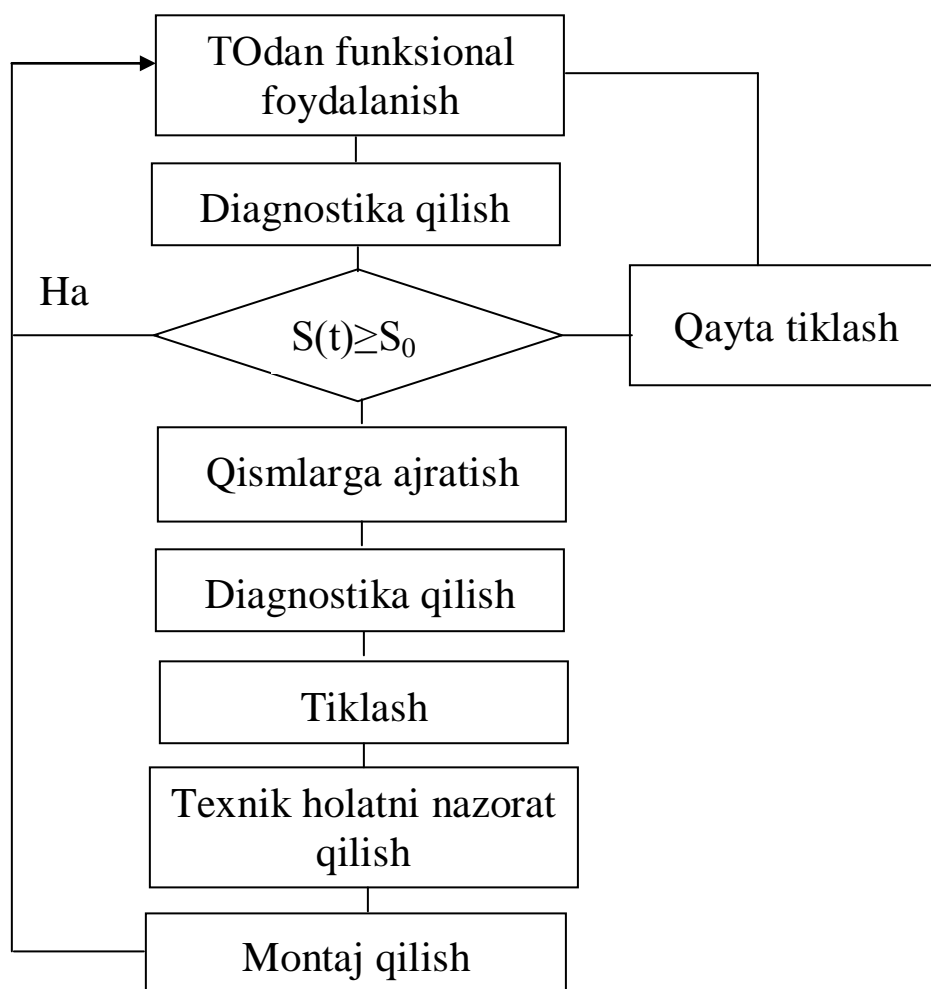 TOdan funksional
foydalanish
Diagnostika qilish
Ha
S(t)≥S₀
Qayta tiklash
Qismlarga ajratish
Diagnostika qilish
Tiklash
Texnik holatni nazorat
qilish
Montaj qilish